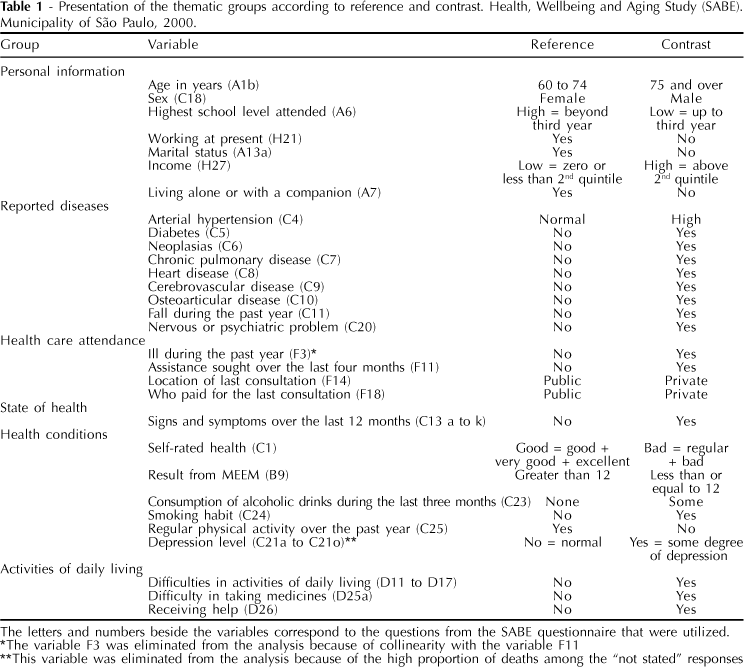 Table 1 - Presentation of the thematic groups according to reference and contrast. Health, Wellbeing and Aging Study (SABE).
Municipality of São Paulo, 2000.
Group Variable Reference Contrast
Personal information
Age in years (A1b) 60 to 74 75 and over
Sex (C18) Female Male
Highest school level attended (A6) High = beyond Low = up to
third year third year
Working at present (H21) Yes No
Marital status (A13a) Yes No
Income (H27) Low = zero or High = above
less than 2nd quintile 2nd quintile
Living alone or with a companion (A7) Yes No
Reported diseases
Arterial hypertension (C4) Normal High
Diabetes (C5) No Yes
Neoplasias (C6) No Yes
Chronic pulmonary disease (C7) No Yes
Heart disease (C8) No Yes
Cerebrovascular disease (C9) No Yes
Osteoarticular disease (C10) No Yes
Fall during the past year (C11) No Yes
Nervous or psychiatric problem (C20) No Yes
Health care attendance
Ill during the past year (F3)* No Yes
Assistance sought over the last four months (F11) No Yes
Location of last consultation (F14) Public Private
Who paid for the last consultation (F18) Public Private
State of health
Signs and symptoms over the last 12 months (C13 a to k) No Yes
Health conditions
Self-rated health (C1) Good = good + Bad = regular
very good + excellent + bad
Result from MEEM (B9) Greater than 12 Less than or
equal to 12
Consumption of alcoholic drinks during the last three months (C23) None Some
Smoking habit (C24) No Yes
Regular physical activity over the past year (C25) Yes No
Depression level (C21a to C21o)** No = normal Yes = some degree
of depression
Activities of daily living
Difficulties in activities of daily living (D11 to D17) No Yes
Difficulty in taking medicines (D25a) No Yes
Receiving help (D26) No Yes
The letters and numbers beside the variables correspond to the questions from the SABE questionnaire that were utilized.
*The variable F3 was eliminated from the analysis because of collinearity with the variable F11
**This variable was eliminated from the analysis because of the high proportion of deaths among the “not stated” responses